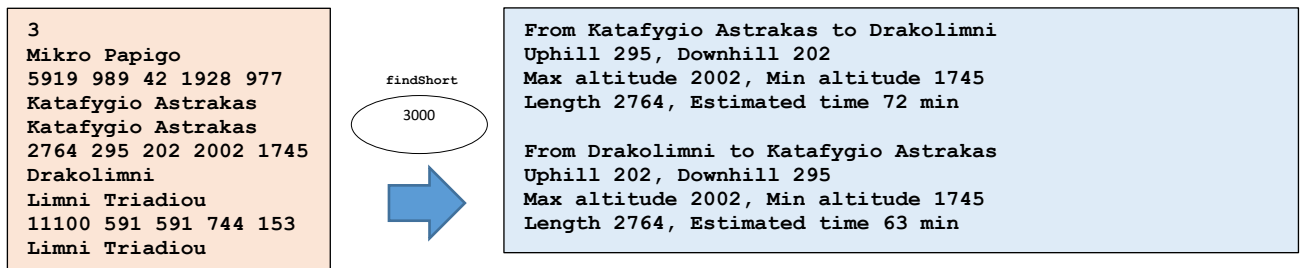 3
Mikro Papigo
5919 989 42 1928 977
Katafygio Astrakas
Katafygio Astrakas
2764 295 202 2002 1745
Drakolimni
Limni Triadiou
11100 591 591 744 153
Limni Triadiou
findShort
3000
From Katafygio Astrakas to Drakolimni
Uphill 295, Downhill 202
Max altitude 2002, Min altitude 1745
Length 2764, Estimated time 72 min
From Drakolimni to Katafygio Astrakas
Uphill 202, Downhill 295
Max altitude 2002, Min altitude 1745
Length 2764, Estimated time 63 min